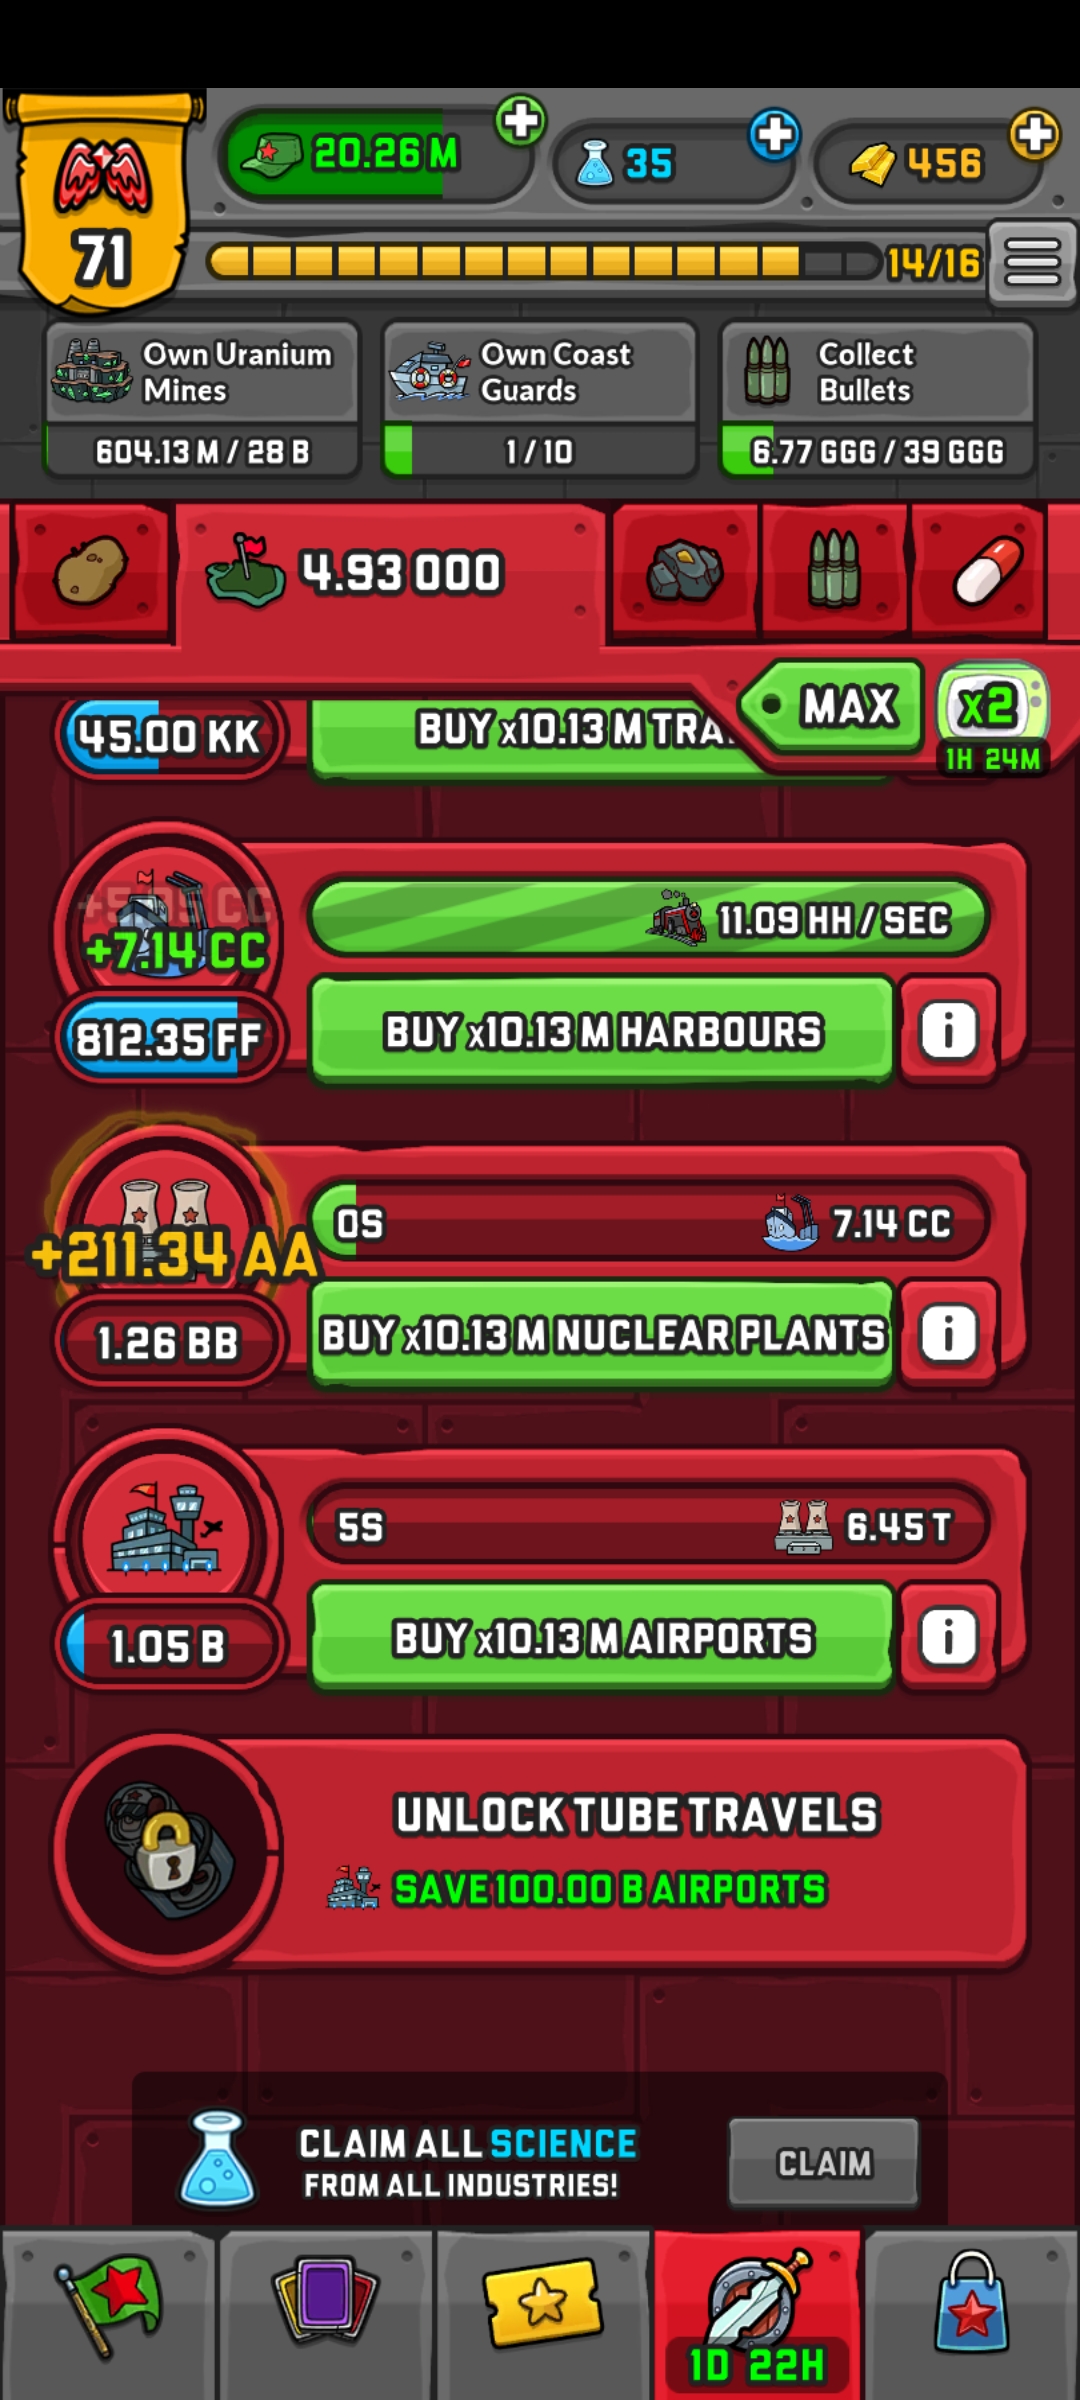 71
20.26 M
35
456
14/16
Own Uranium
Mines
604.13 M / 28 B
Own Coast
Guards
1 / 10
Collect
Bullets
6.77 GGG / 39 GGG
4.93 000
MAX
x2
1H 24M
45.00 KK
BUY x10.13 M TRA
+7.14 CC
812.35 FF
11.09 HH / SEC
BUY x10.13 M HARBOURS
i
+211.34 AA
1.26 BB
0S
7.14 CC
BUY x10.13 M NUCLEAR PLANTS
i
1.05 B
5S
6.45 T
BUY x10.13 M AIRPORTS
i
UNLOCK TUBE TRAVELS
SAVE 100.00 B AIRPORTS
CLAIM ALL SCIENCE
FROM ALL INDUSTRIES!
CLAIM
1D 22H